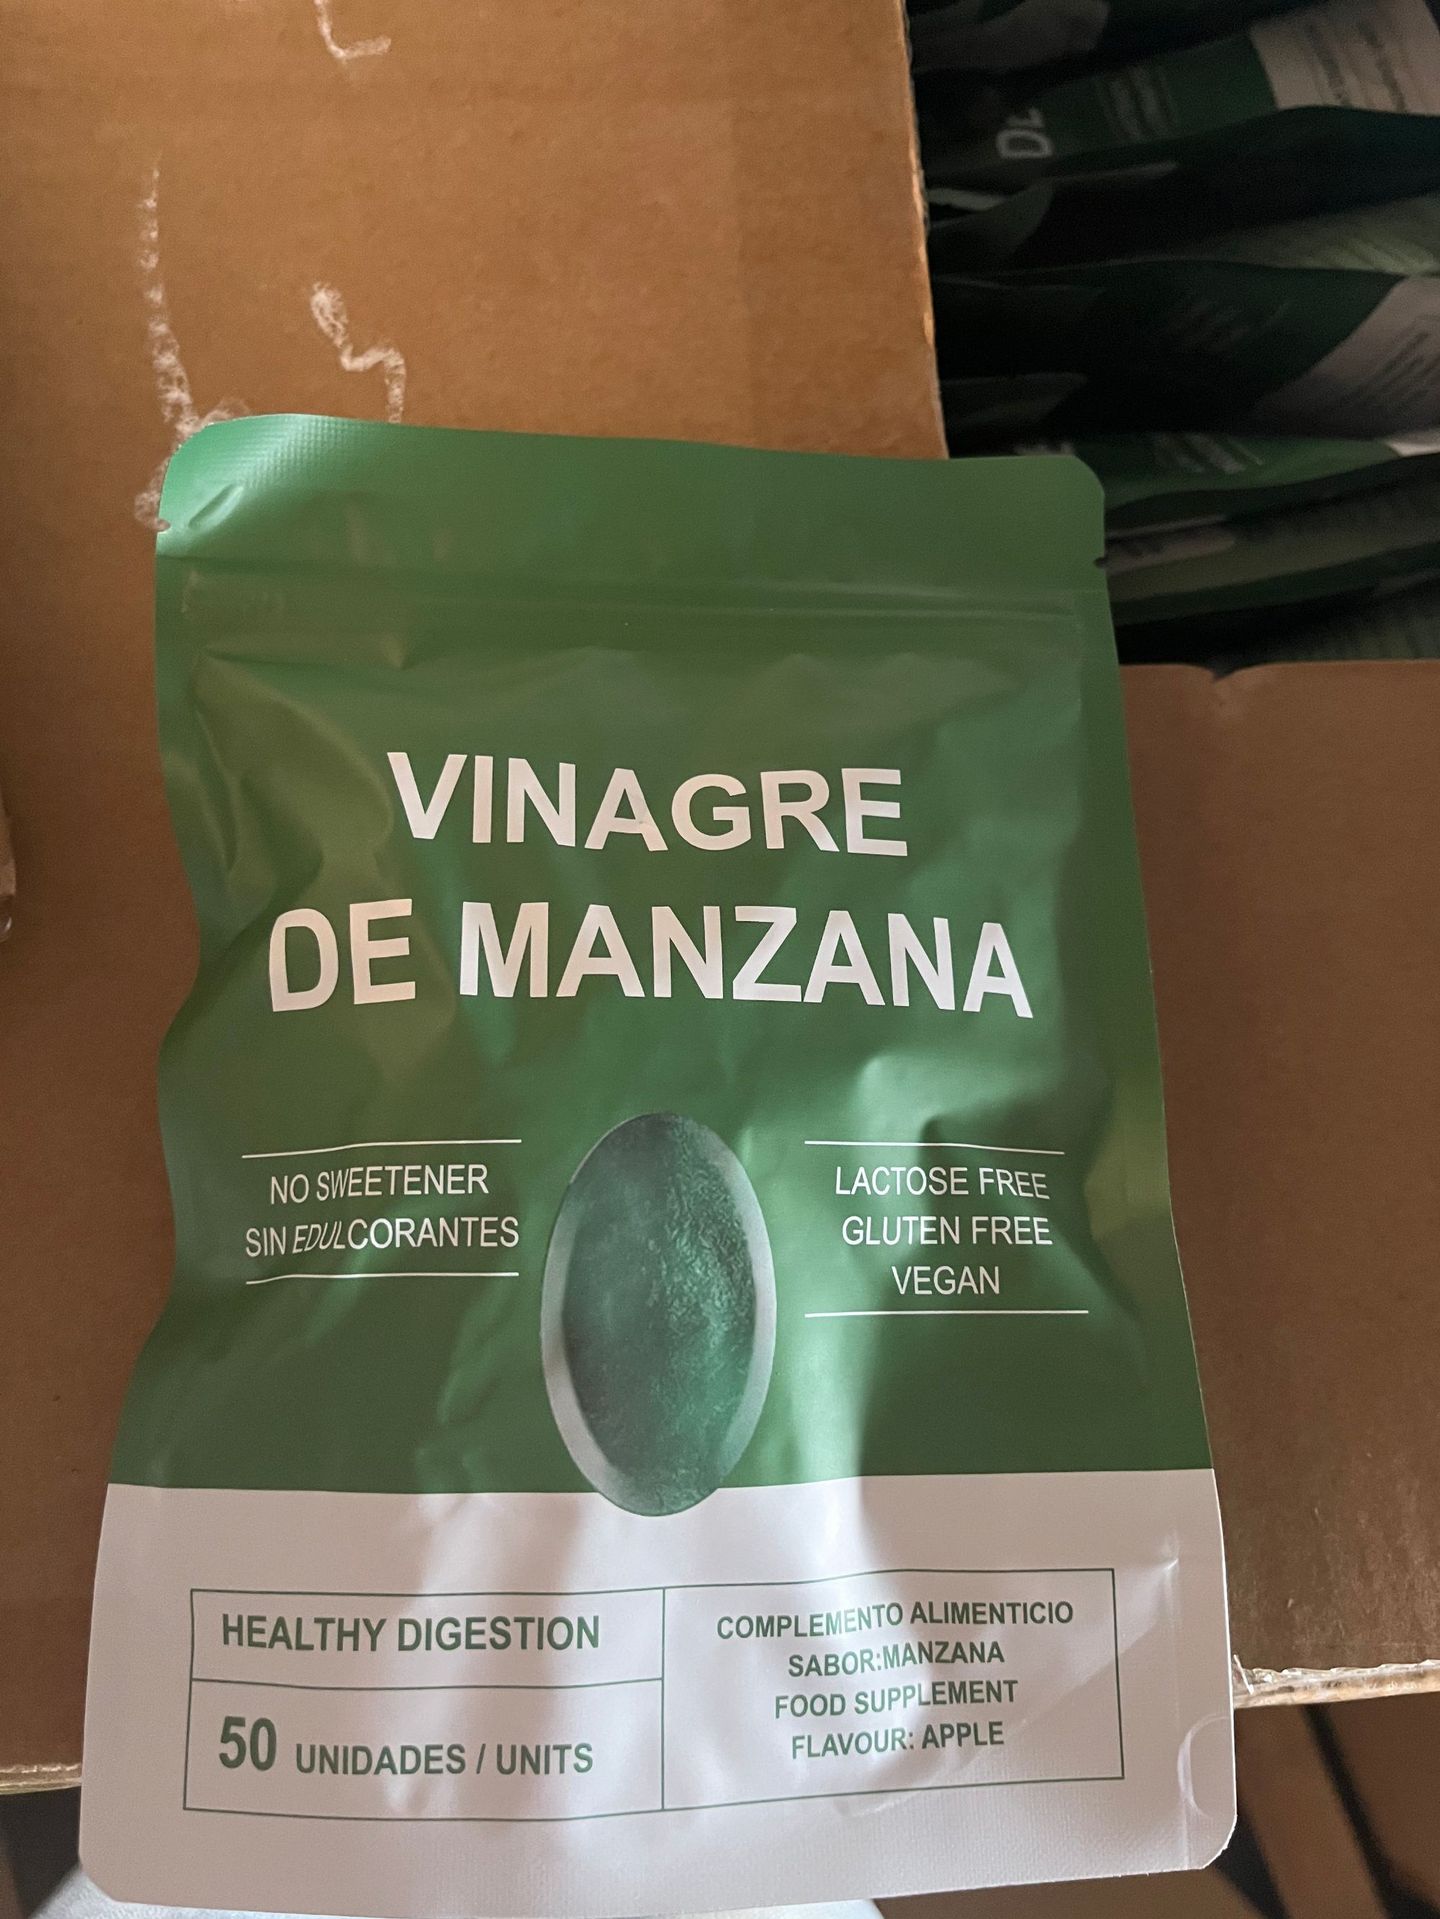 VINAGRE
DE MANZANA
NO SWEETENER
SIN EDULCORANTES
LACTOSE FREE
GLUTEN FREE
VEGAN
HEALTHY DIGESTION
50 UNIDADES / UNITS
COMPLEMENTO ALIMENTICIO
SABOR:MANZANA
FOOD SUPPLEMENT
FLAVOUR: APPLE
DE